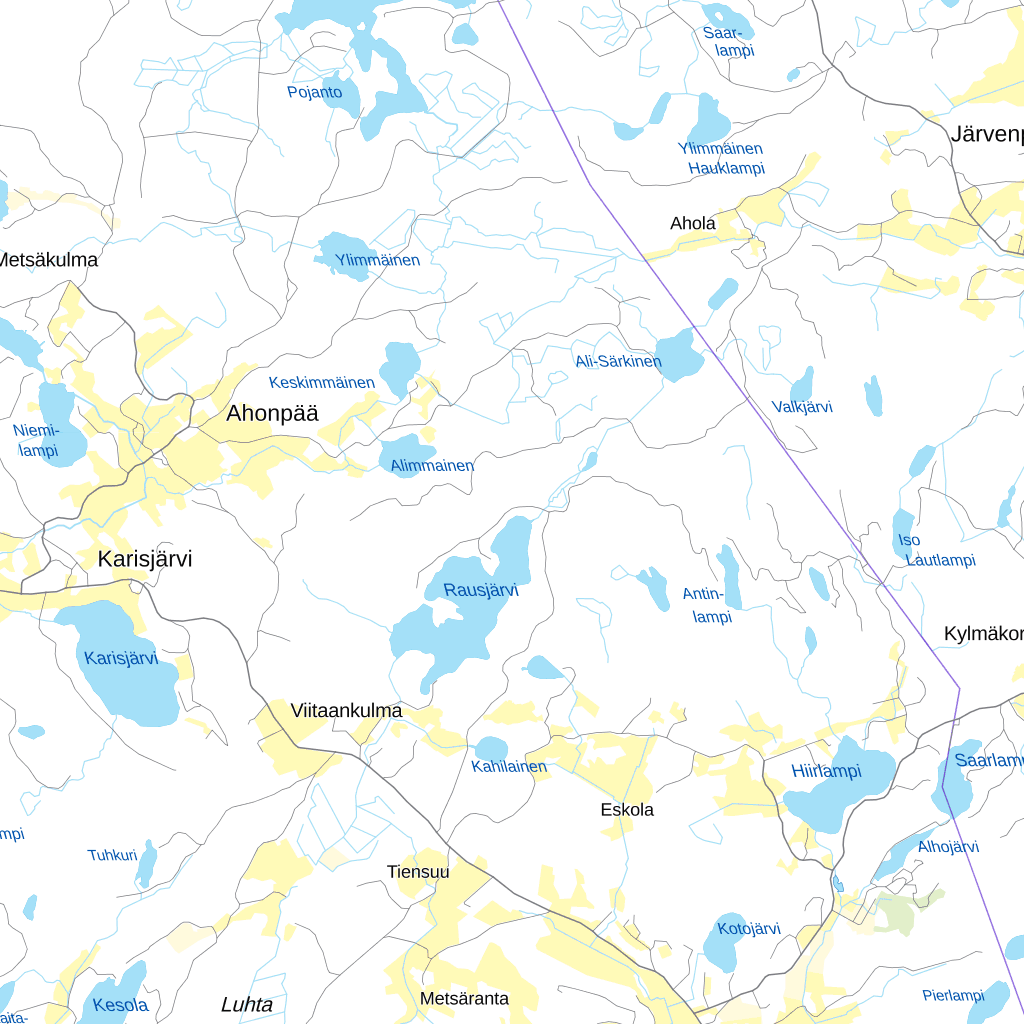 Saar-
lampi
Pojanto
Järvenp
Ylimmäinen
Hauklampi
Ahola
Metsäkulma
Ylimmäinen
Ali-Särkinen
Keskimmäinen
Valkjärvi
Ahonpää
Niemi-
lampi
Alimmainen
Iso
Lautlampi
Karisjärvi
Rausjärvi
Antin-
lampi
Kylmäkor
Karisjärvi
Viitaankulma
Kahilainen
Hiirlampi
Saarlam
Eskola
mpi
Tuhkuri
Alhojärvi
Tiensuu
Kotojärvi
Metsäranta
Pierlampi
Kesola
Luhta
aita-